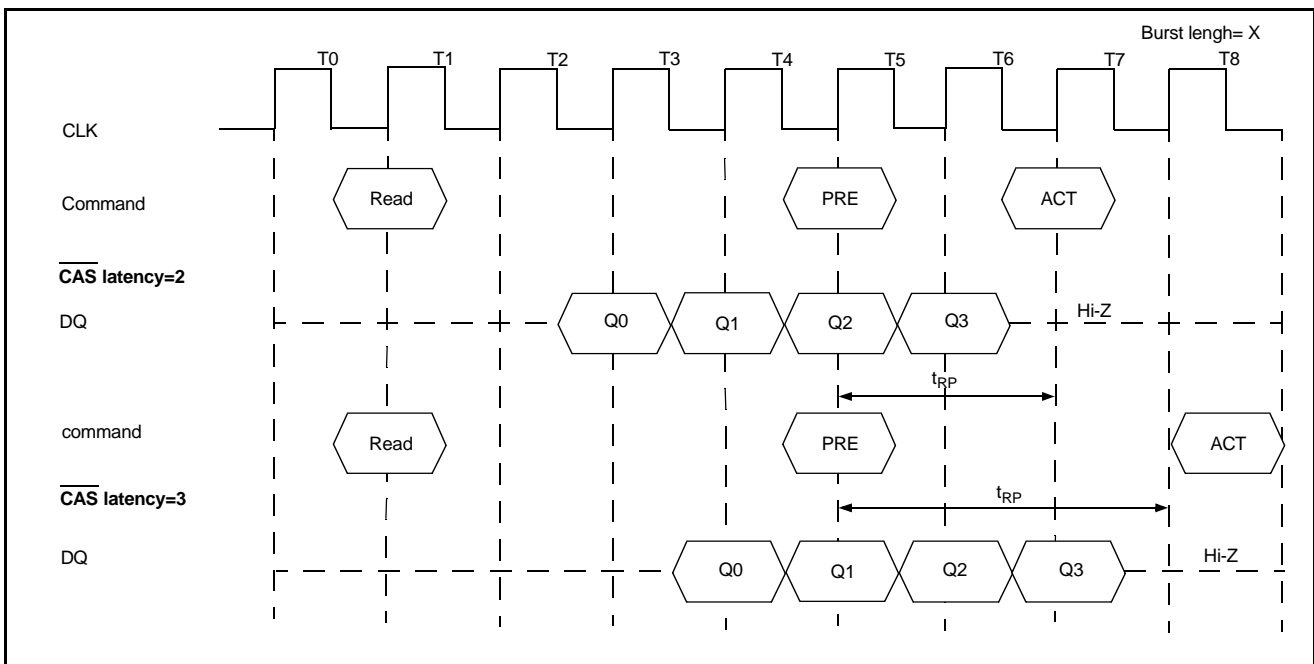 Burst lengh= X
T0 T1 T2 T3 T4 T5 T6 T7 T8
CLK
Command Read PRE ACT
CAS latency=2
DQ Q0 Q1 Q2 Q3 Hi-Z
tRP
command Read PRE ACT
CAS latency=3
tRP
DQ Q0 Q1 Q2 Q3 Hi-Z